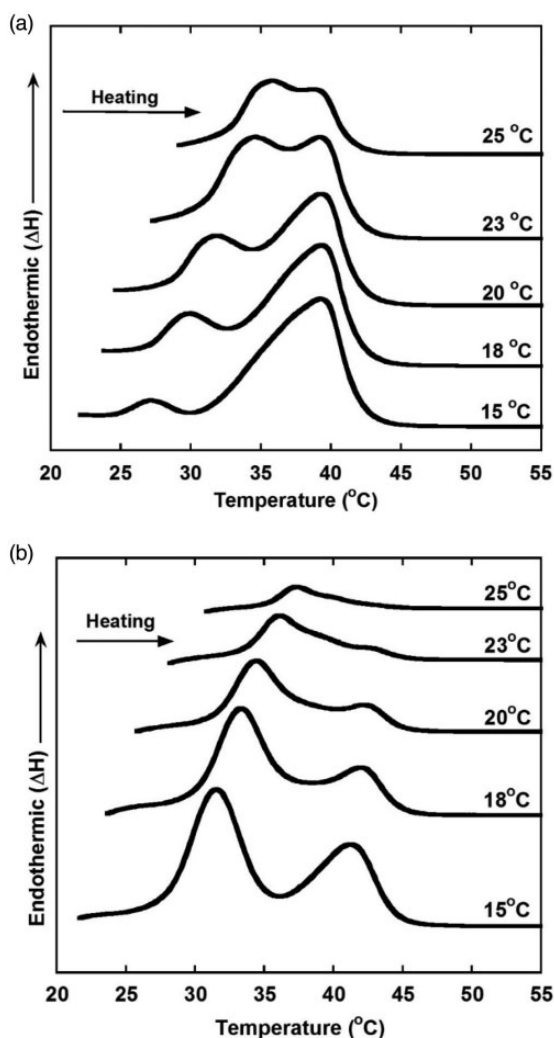 (a)
Endothermic (ΔH)
Heating
25 °C
23 °C
20 °C
18 °C
15 °C
20 25 30 35 40 45 50 55
Temperature (°C)
(b)
Endothermic (ΔH)
Heating
25°C
23°C
20°C
18°C
15°C
20 25 30 35 40 45 50 55
Temperature (°C)